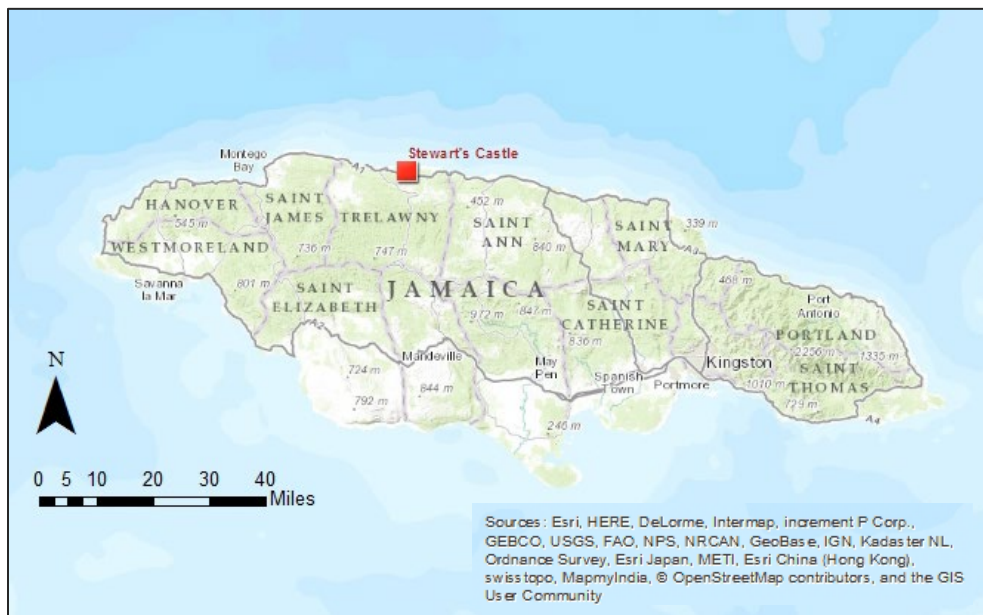 Stewart's Castle
Montego
Bay
A1
HANOVER
545 m
WESTMORELAND
Savanna
la Mar
SAINT
JAMES
TRELAWNY
452 m
SAINT
ANN
840 m
SAINT
MARY
339 m
A3
736 m
747 m
801 m
SAINT
ELIZABETH
A2
JAMAICA
972 m
847 m
SAINT
CATHERINE
836 m
468 m
Port
Antonio
PORTLAND
2256 m
1335 m
SAINT
THOMAS
1010 m
729 m
A4
Kingston
Mandeville
May
Pen
Spanish
Town
Portmore
724 m
844 m
792 m
246 m
N
0 5 10 20 30 40
Miles
Sources: Esri, HERE, DeLorme, Intermap, increment P Corp.,
GEBCO, USGS, FAO, NPS, NRCAN, GeoBase, IGN, Kadaster NL,
Ordnance Survey, Esri Japan, METI, Esri China (Hong Kong),
swisstopo, MapmyIndia, © OpenStreetMap contributors, and the GIS
User Community